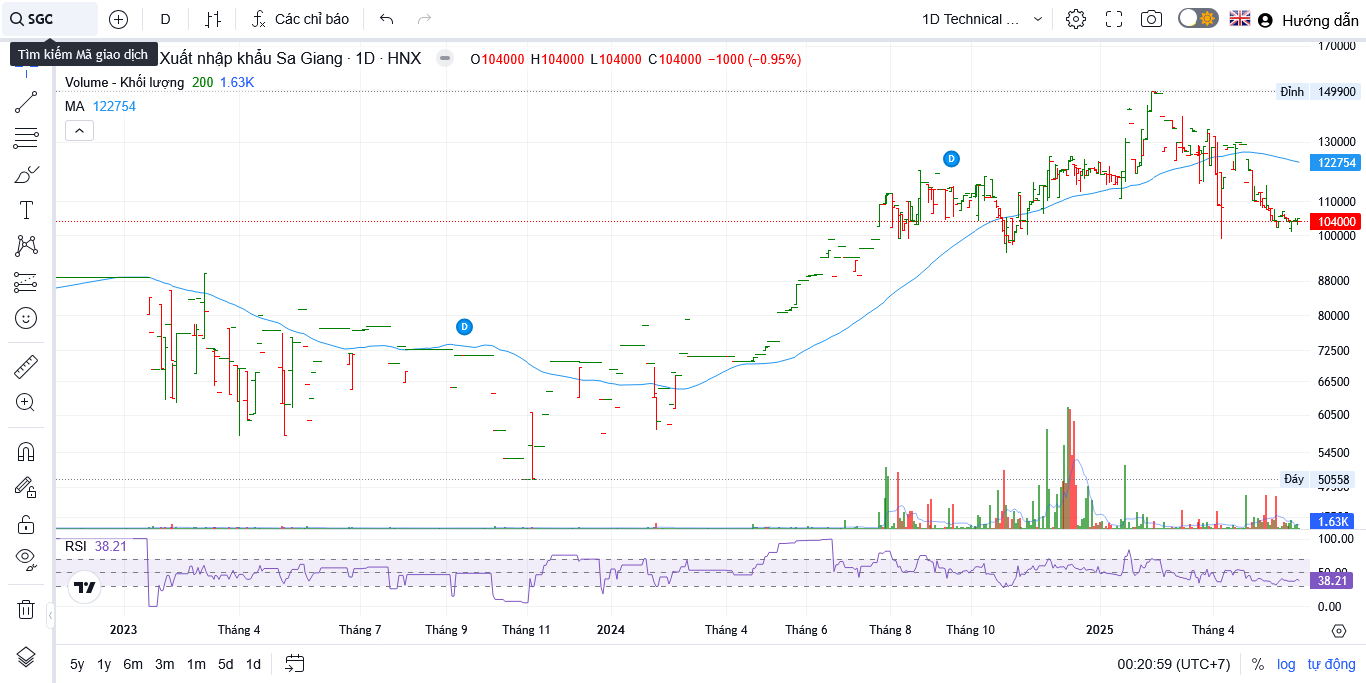 SGC
D
Các chỉ báo
1D Technical ...
Hướng dẫn
Tìm kiếm Mã giao dịch
Xuất nhập khẩu Sa Giang · 1D · HNX
O104000 H104000 L104000 C104000 −1000 (−0.95%)
Volume - Khối lượng 200 1.63K
MA 122754
170000
Đỉnh 149900
130000
122754
110000
104000
100000
88000
80000
72500
66500
60500
54500
Đáy 50558
1.63K
D
D
RSI 38.21
100.00
50.00
38.21
0.00
2023 Tháng 4 Tháng 7 Tháng 9 Tháng 11 2024 Tháng 4 Tháng 6 Tháng 8 Tháng 10 2025 Tháng 4
5y 1y 6m 3m 1m 5d 1d
00:20:59 (UTC+7) % log tự động